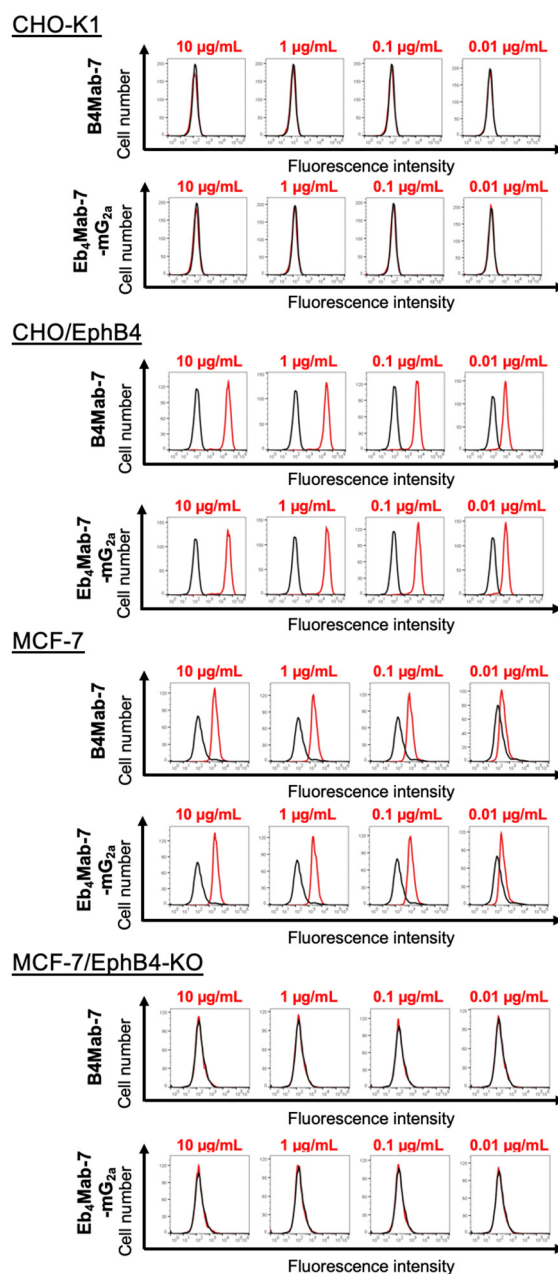 CHO-K1
10 µg/mL 1 µg/mL 0.1 µg/mL 0.01 µg/mL
B4Mab-7
Cell number
Fluorescence intensity
10 µg/mL 1 µg/mL 0.1 µg/mL 0.01 µg/mL
Eb₄Mab-7
-mG₂ₐ
Cell number
Fluorescence intensity
CHO/EphB4
10 µg/mL 1 µg/mL 0.1 µg/mL 0.01 µg/mL
B4Mab-7
Cell number
Fluorescence intensity
10 µg/mL 1 µg/mL 0.1 µg/mL 0.01 µg/mL
Eb₄Mab-7
-mG₂ₐ
Cell number
Fluorescence intensity
MCF-7
10 µg/mL 1 µg/mL 0.1 µg/mL 0.01 µg/mL
B4Mab-7
Cell number
Fluorescence intensity
10 µg/mL 1 µg/mL 0.1 µg/mL 0.01 µg/mL
Eb₄Mab-7
-mG₂ₐ
Cell number
Fluorescence intensity
MCF-7/EphB4-KO
10 µg/mL 1 µg/mL 0.1 µg/mL 0.01 µg/mL
B4Mab-7
Cell number
Fluorescence intensity
10 µg/mL 1 µg/mL 0.1 µg/mL 0.01 µg/mL
Eb₄Mab-7
-mG₂ₐ
Cell number
Fluorescence intensity